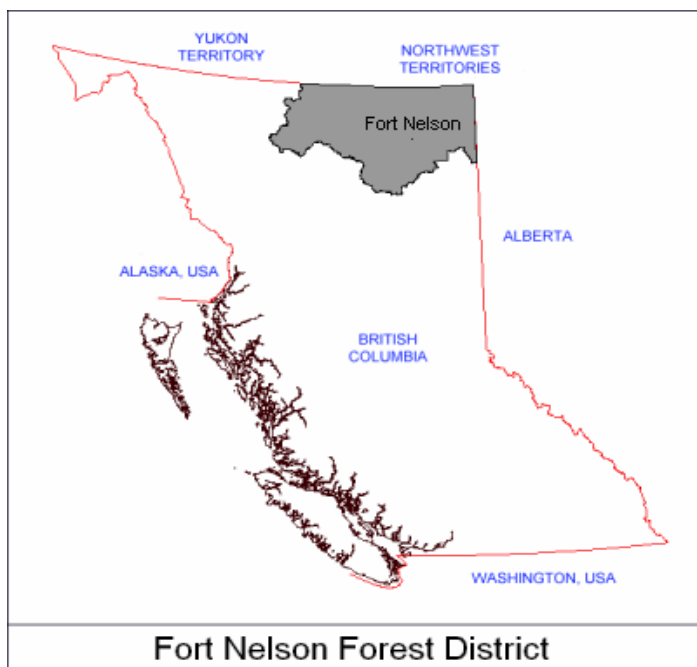 YUKON
TERRITORY
NORTHWEST
TERRITORIES
Fort Nelson
ALBERTA
ALASKA, USA
BRITISH
COLUMBIA
WASHINGTON, USA
Fort Nelson Forest District